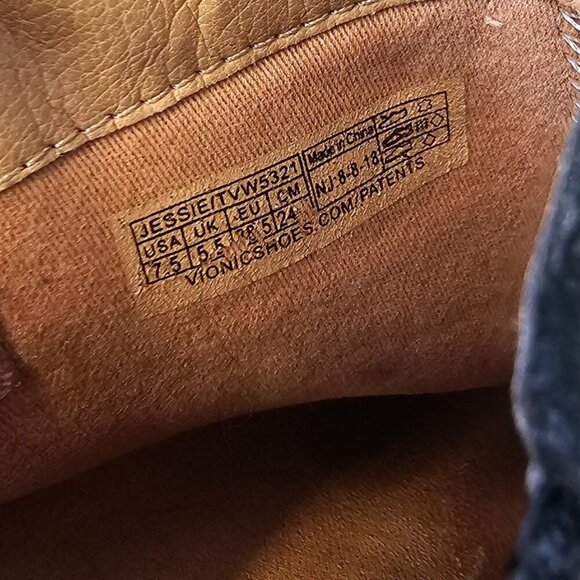 JESSIE/TVW5321
USA UK EU CM
7.5 5.5 38.5 24
Made in China
NJ-8-8-18
VIONICSHOES.COM/PATENTS